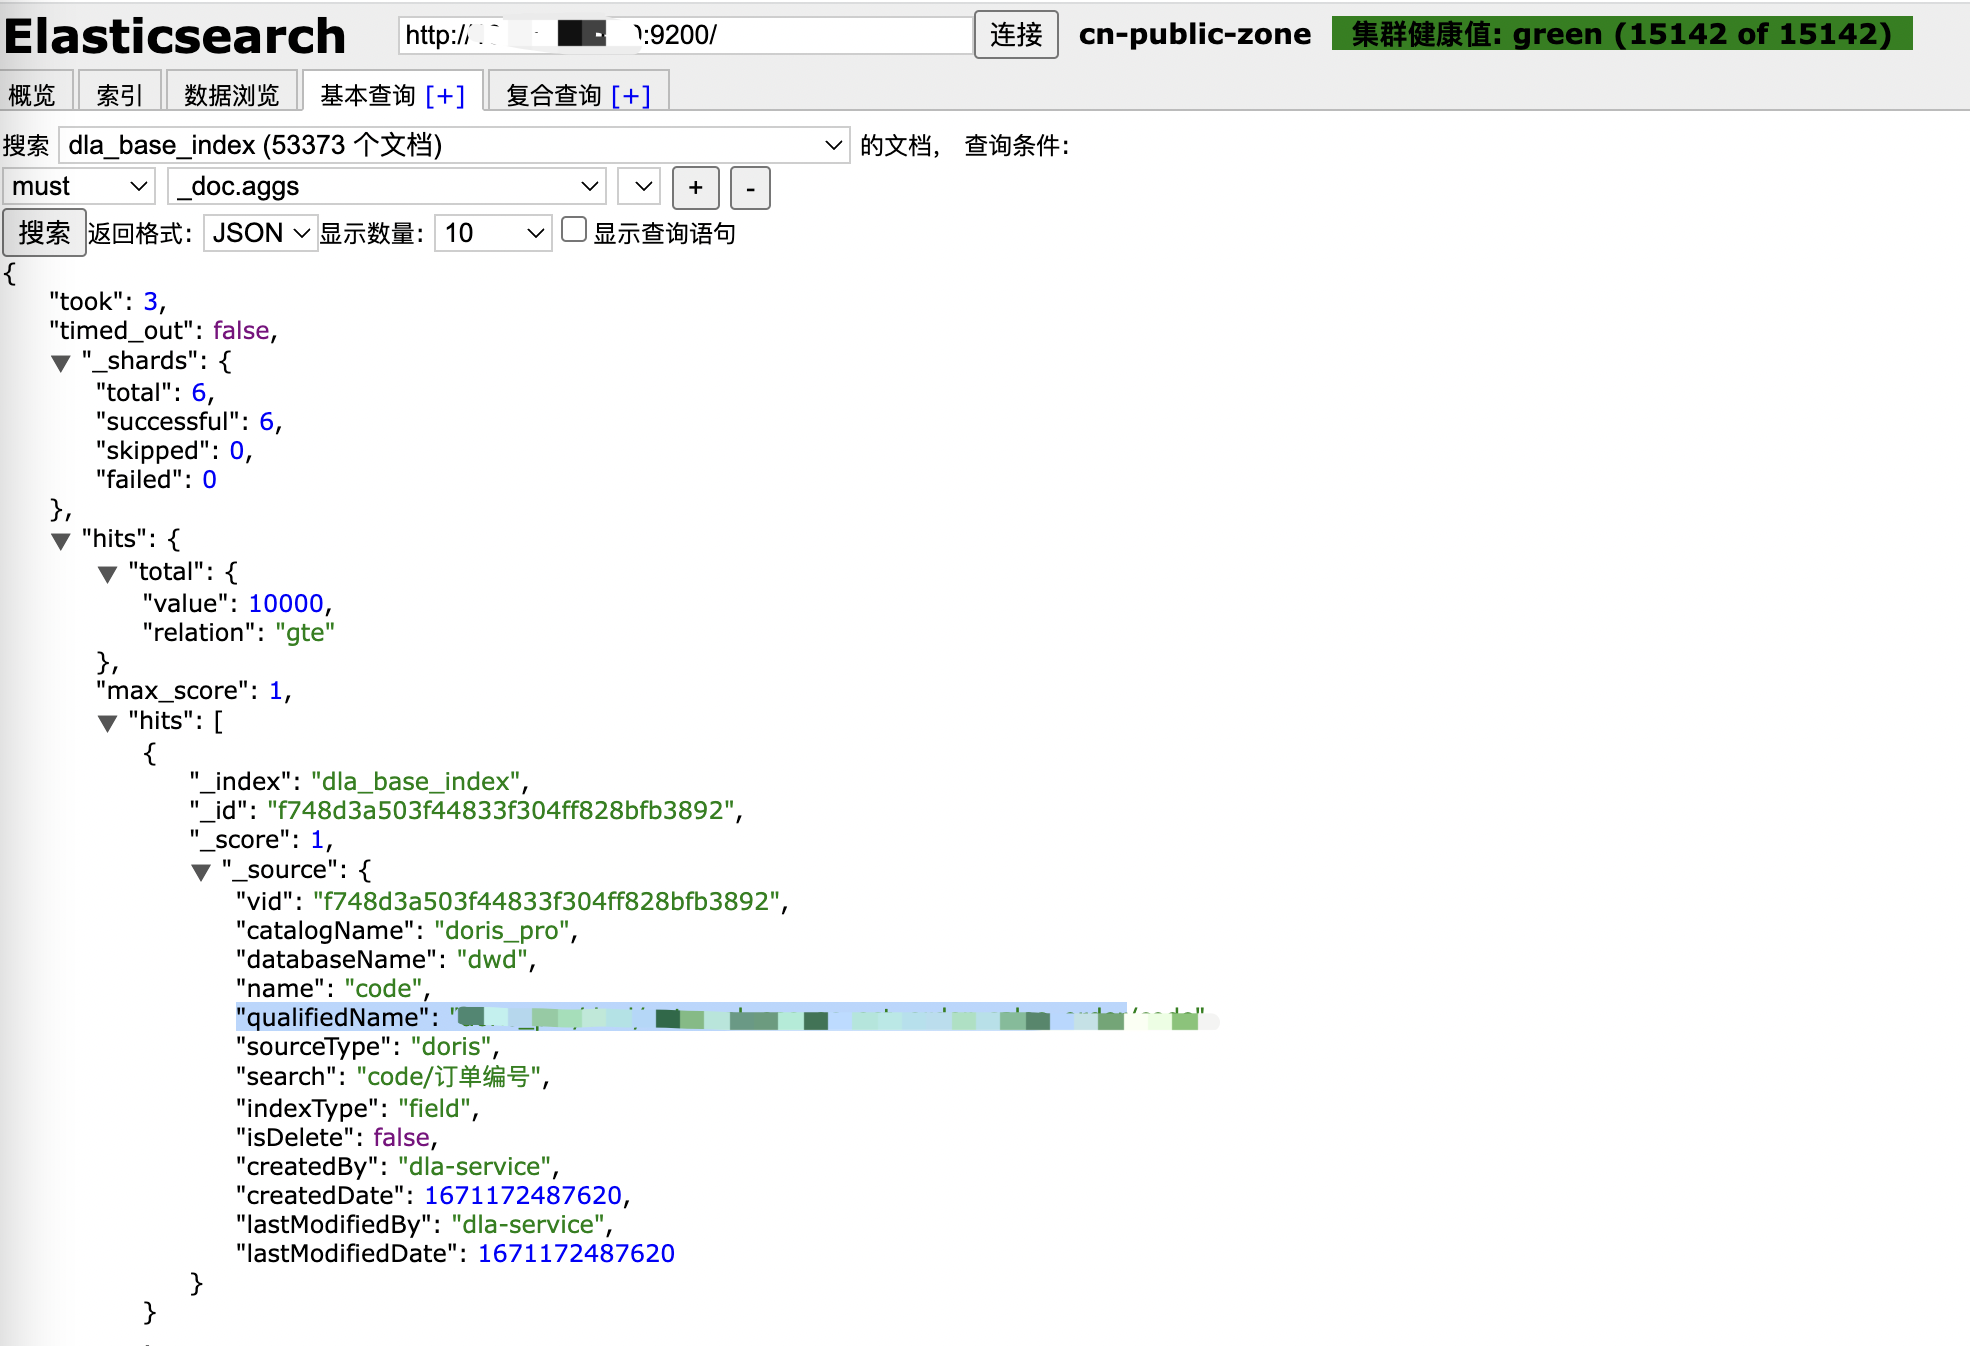 Elasticsearch http:// :9200/ 连接 cn-public-zone 集群健康值: green (15142 of 15142)
概览 索引 数据浏览 基本查询 [+] 复合查询 [+]
搜索 dla_base_index (53373 个文档) 的文档, 查询条件:
must _doc.aggs + -
搜索 返回格式: JSON 显示数量: 10 显示查询语句
{
"took": 3,
"timed_out": false,
▼ "_shards": {
"total": 6,
"successful": 6,
"skipped": 0,
"failed": 0
},
▼ "hits": {
▼ "total": {
"value": 10000,
"relation": "gte"
},
"max_score": 1,
▼ "hits": [
{
"_index": "dla_base_index",
"_id": "f748d3a503f44833f304ff828bfb3892",
"_score": 1,
▼ "_source": {
"vid": "f748d3a503f44833f304ff828bfb3892",
"catalogName": "doris_pro",
"databaseName": "dwd",
"name": "code",
"qualifiedName":
"sourceType": "doris",
"search": "code/订单编号",
"indexType": "field",
"isDelete": false,
"createdBy": "dla-service",
"createdDate": 1671172487620,
"lastModifiedBy": "dla-service",
"lastModifiedDate": 1671172487620
}
}